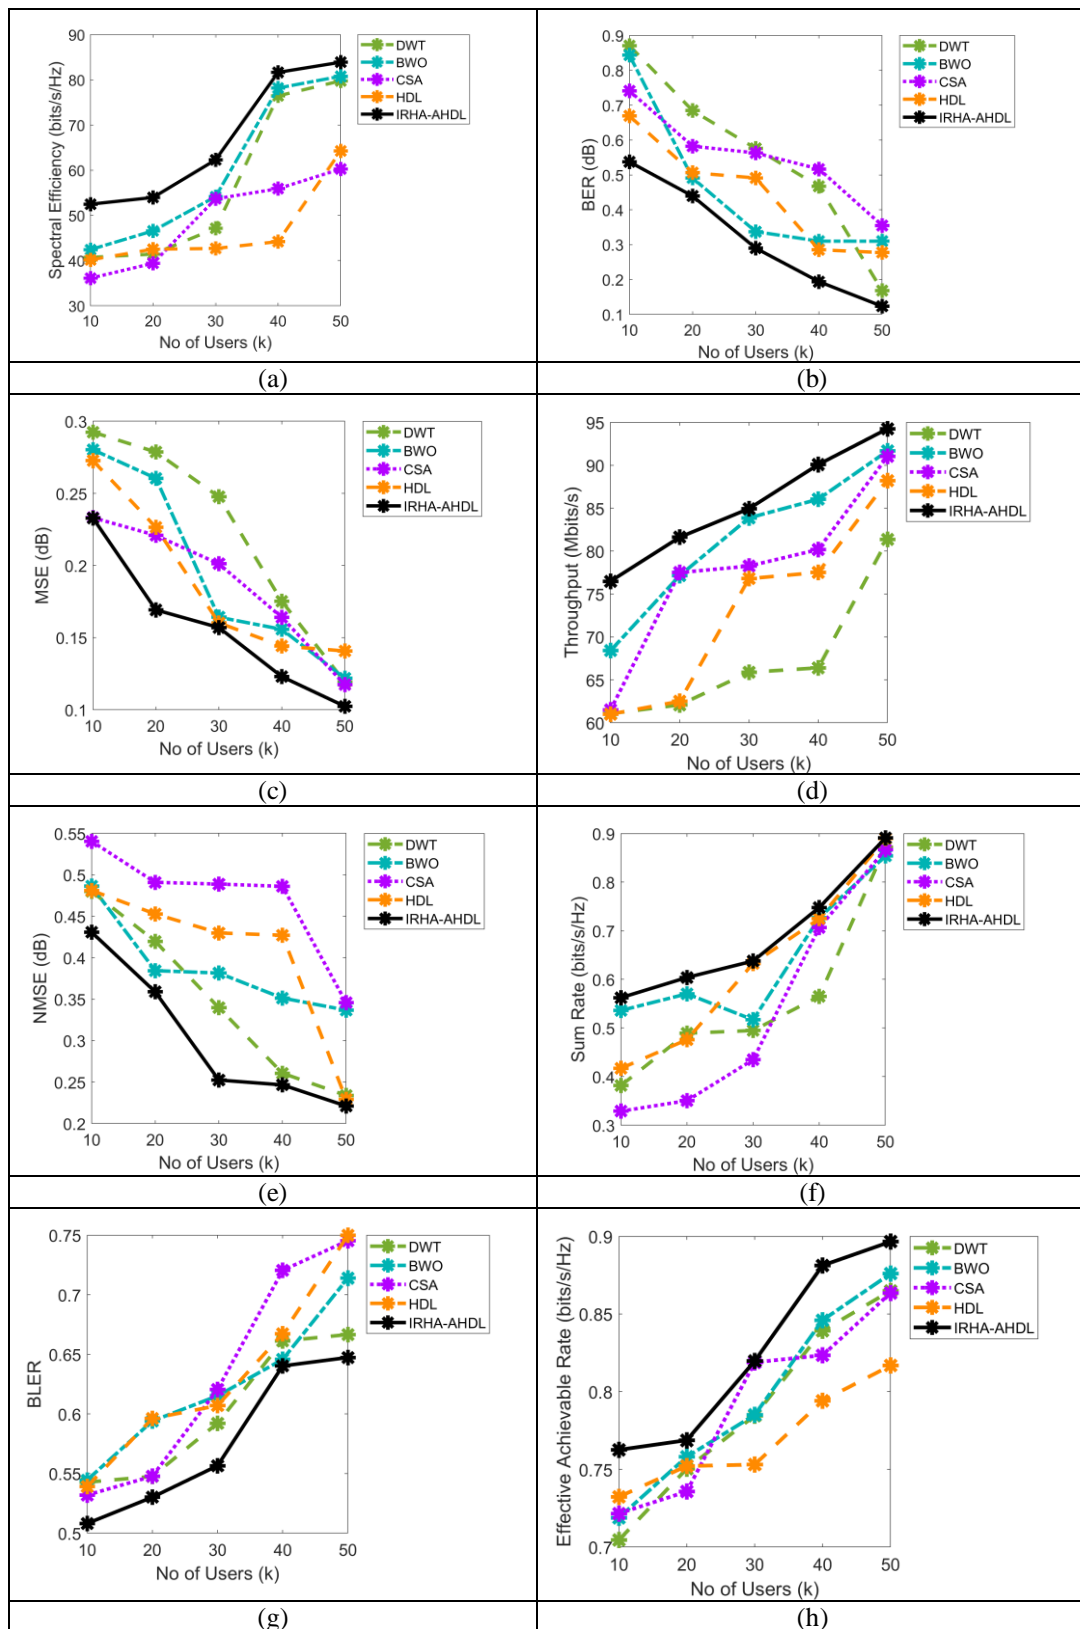 90
80
70
60
50
40
30
10 20 30 40 50
Spectral Efficiency (bits/s/Hz)
No of Users (k)
DWT
BWO
CSA
HDL
IRHA-AHDL
(a)
0.9
0.8
0.7
0.6
0.5
0.4
0.3
0.2
0.1
10 20 30 40 50
BER (dB)
No of Users (k)
DWT
BWO
CSA
HDL
IRHA-AHDL
(b)
0.3
0.25
0.2
0.15
0.1
10 20 30 40 50
MSE (dB)
No of Users (k)
DWT
BWO
CSA
HDL
IRHA-AHDL
(c)
95
90
85
80
75
70
65
60
10 20 30 40 50
Throughput (Mbits/s)
No of Users (k)
DWT
BWO
CSA
HDL
IRHA-AHDL
(d)
0.55
0.5
0.45
0.4
0.35
0.3
0.25
0.2
10 20 30 40 50
NMSE (dB)
No of Users (k)
DWT
BWO
CSA
HDL
IRHA-AHDL
(e)
0.9
0.8
0.7
0.6
0.5
0.4
0.3
10 20 30 40 50
Sum Rate (bits/s/Hz)
No of Users (k)
DWT
BWO
CSA
HDL
IRHA-AHDL
(f)
0.75
0.7
0.65
0.6
0.55
0.5
10 20 30 40 50
BLER
No of Users (k)
DWT
BWO
CSA
HDL
IRHA-AHDL
(g)
0.9
0.85
0.8
0.75
0.7
10 20 30 40 50
Effective Achievable Rate (bits/s/Hz)
No of Users (k)
DWT
BWO
CSA
HDL
IRHA-AHDL
(h)